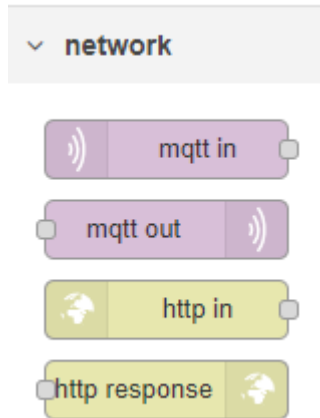 network
mqtt in
mqtt out
http in
http response